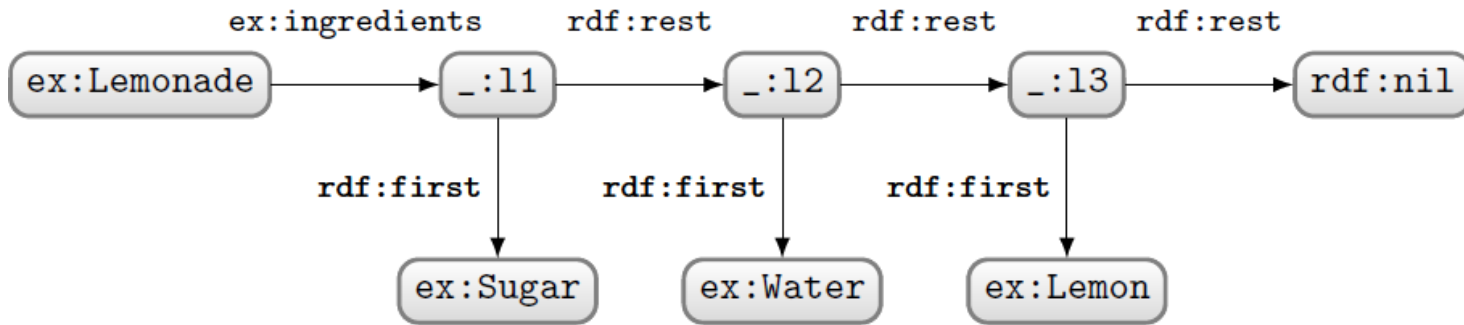 ex:ingredients rdf:rest rdf:rest rdf:rest
ex:Lemonade _:l1 _:l2 _:l3 rdf:nil
rdf:first rdf:first rdf:first
ex:Sugar ex:Water ex:Lemon